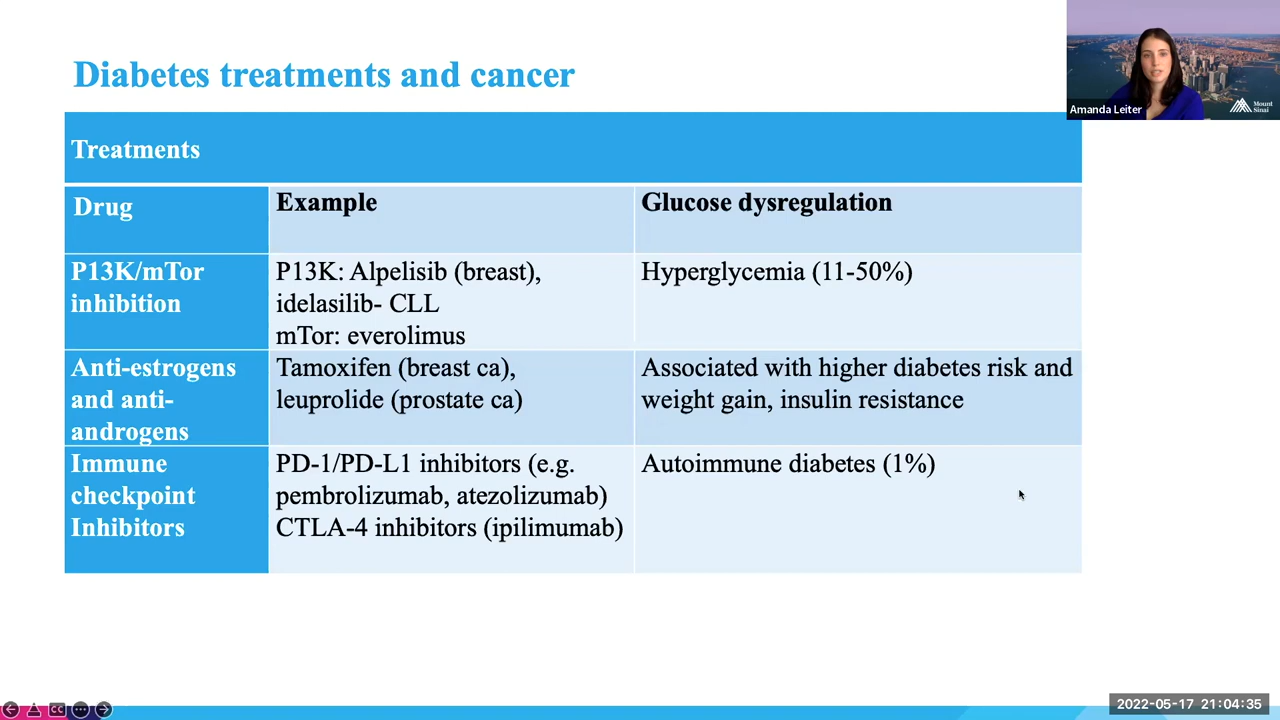 Diabetes treatments and cancer
Amanda Leiter
Mount
Sinai
Treatments
Drug
Example
Glucose dysregulation
P13K/mTor
inhibition
P13K: Alpelisib (breast),
idelasilib- CLL
mTor: everolimus
Hyperglycemia (11-50%)
Anti-estrogens
and anti-
androgens
Tamoxifen (breast ca),
leuprolide (prostate ca)
Associated with higher diabetes risk and
weight gain, insulin resistance
Immune
checkpoint
Inhibitors
PD-1/PD-L1 inhibitors (e.g.
pembrolizumab, atezolizumab)
CTLA-4 inhibitors (ipilimumab)
Autoimmune diabetes (1%)
CC
2022-05-17 21:04:35